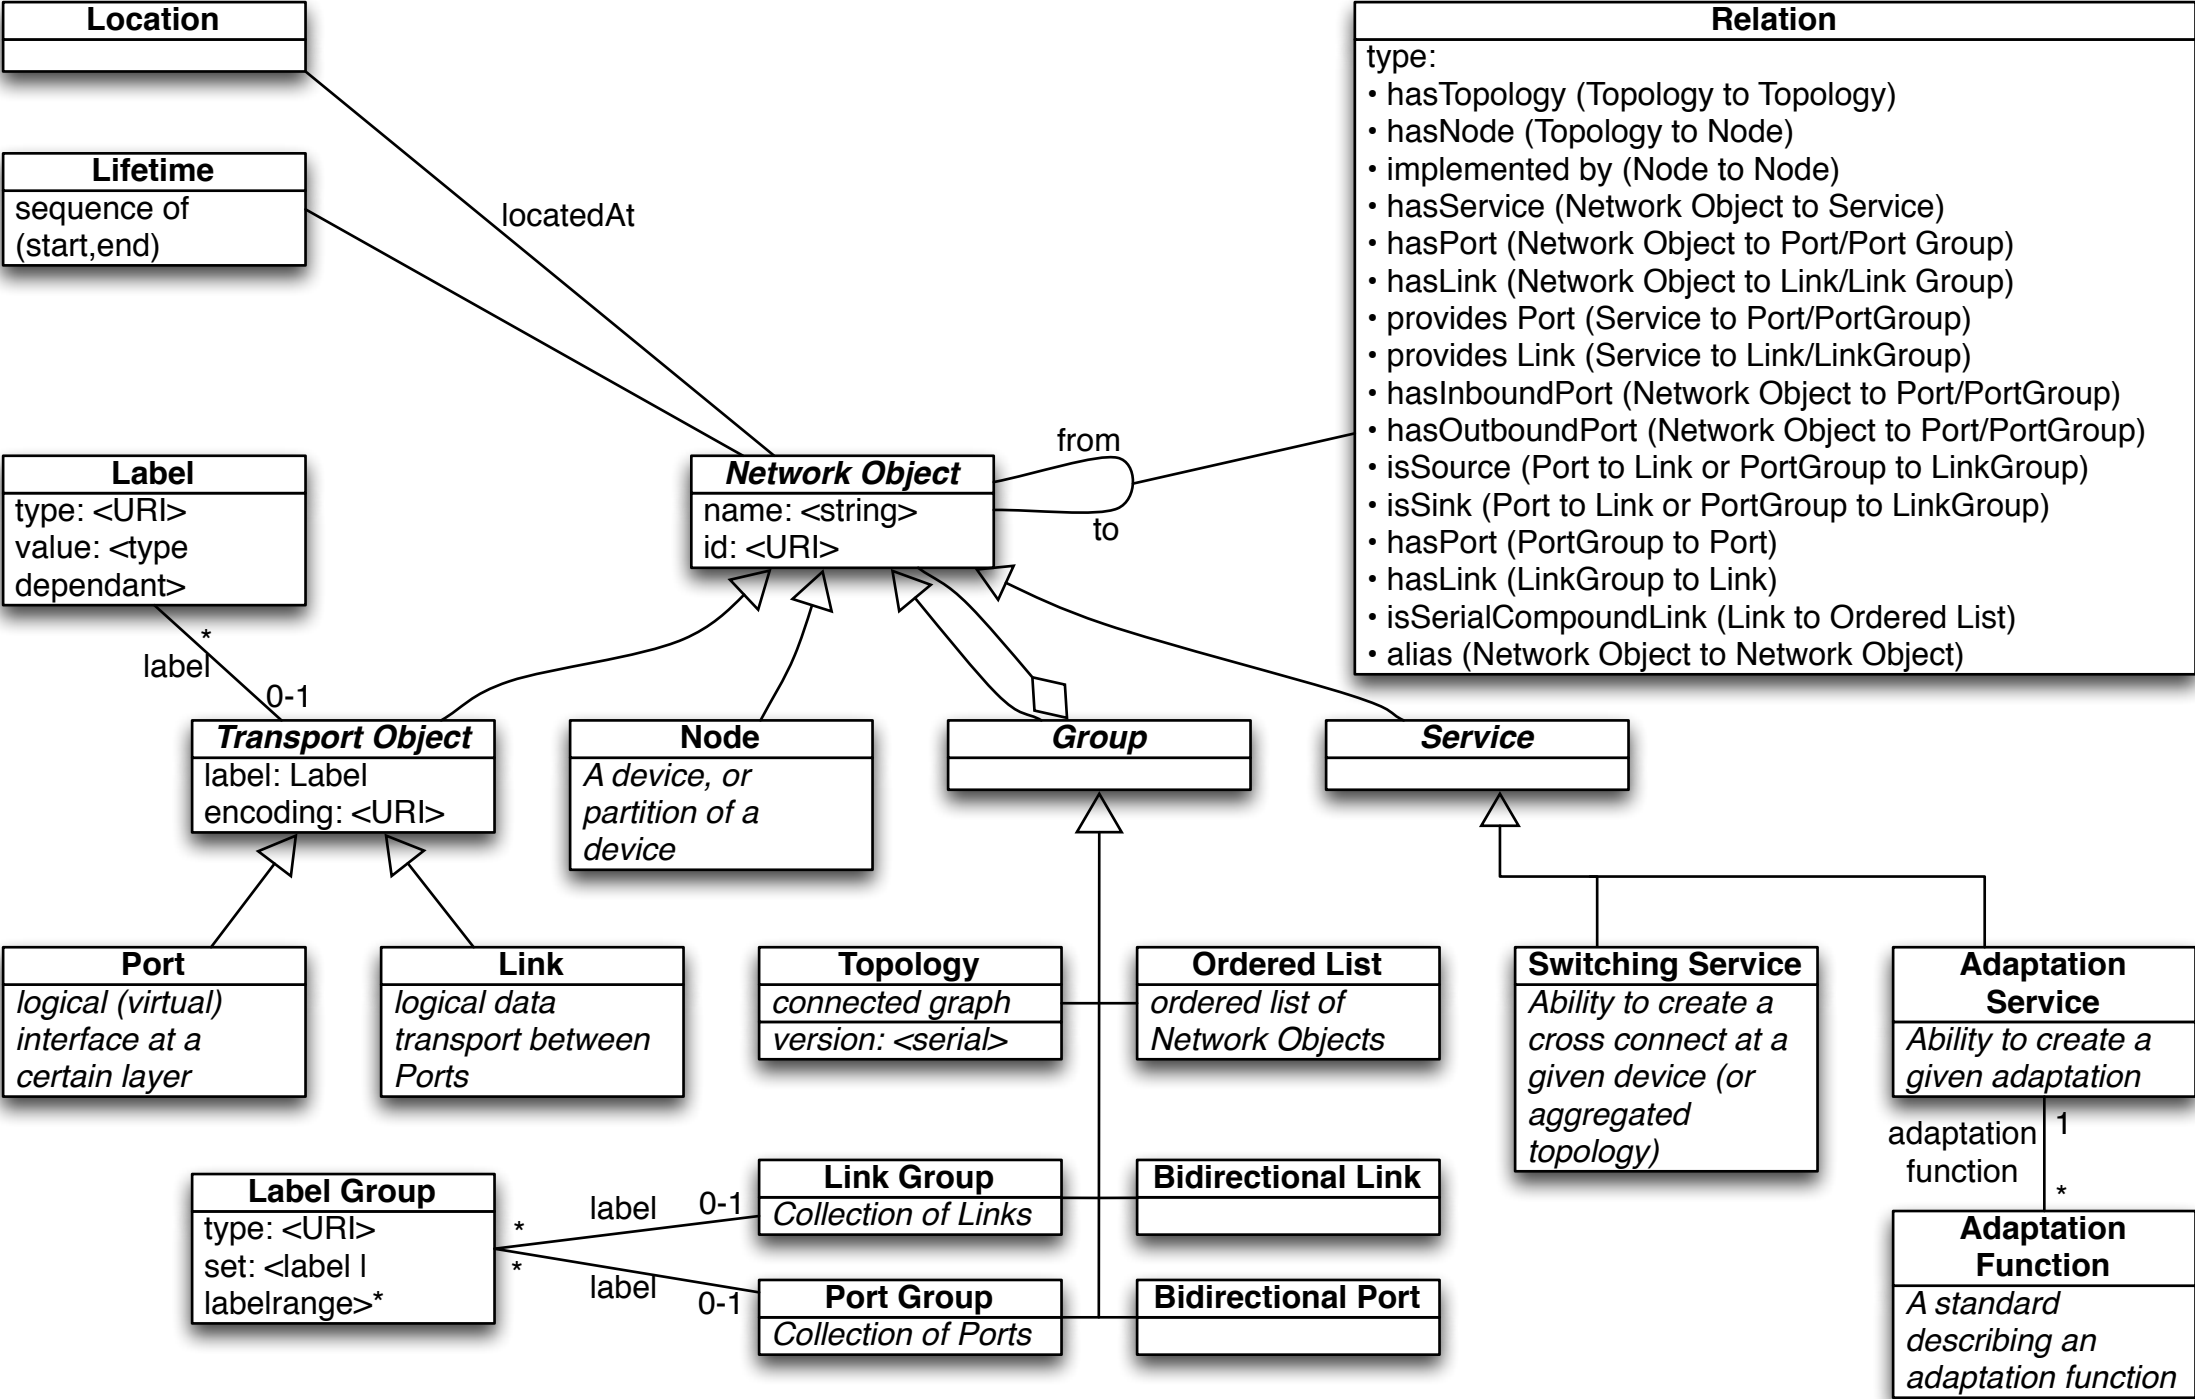 Location
Lifetime
sequence of
(start,end)
locatedAt
Relation
type:
• hasTopology (Topology to Topology)
• hasNode (Topology to Node)
• implemented by (Node to Node)
• hasService (Network Object to Service)
• hasPort (Network Object to Port/Port Group)
• hasLink (Network Object to Link/Link Group)
• provides Port (Service to Port/PortGroup)
• provides Link (Service to Link/LinkGroup)
• hasInboundPort (Network Object to Port/PortGroup)
• hasOutboundPort (Network Object to Port/PortGroup)
• isSource (Port to Link or PortGroup to LinkGroup)
• isSink (Port to Link or PortGroup to LinkGroup)
• hasPort (PortGroup to Port)
• hasLink (LinkGroup to Link)
• isSerialCompoundLink (Link to Ordered List)
• alias (Network Object to Network Object)
Label
type: <URI>
value: <type
dependant>
*
label
0-1
Network Object
name: <string>
id: <URI>
from
to
Transport Object
label: Label
encoding: <URI>
Node
A device, or
partition of a
device
Group
Service
Port
logical (virtual)
interface at a
certain layer
Link
logical data
transport between
Ports
Topology
connected graph
version: <serial>
Ordered List
ordered list of
Network Objects
Switching Service
Ability to create a
cross connect at a
given device (or
aggregated
topology)
Adaptation
Service
Ability to create a
given adaptation
1
adaptation
function
*
Label Group
type: <URI>
set: <label |
labelrange>*
*
label
0-1
*
label
0-1
Link Group
Collection of Links
Bidirectional Link
Port Group
Collection of Ports
Bidirectional Port
Adaptation
Function
A standard
describing an
adaptation function